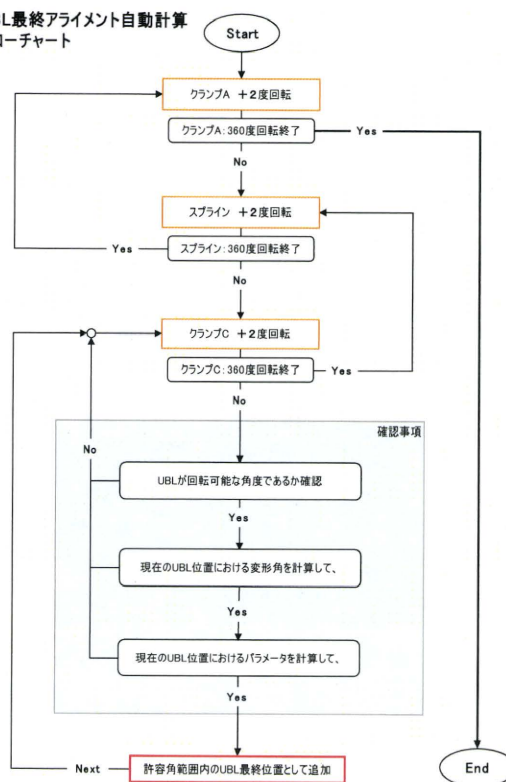 BL最終アライメント自動計算
ローチャート
Start
クランプA ＋2度回転
クランプA：360度回転終了
Yes
No
スプライン ＋2度回転
Yes
スプライン：360度回転終了
No
クランプC ＋2度回転
クランプC：360度回転終了
Yes
No
確認事項
No
UBLが回転可能な角度であるか確認
Yes
現在のUBL位置における変形角を計算して、
Yes
現在のUBL位置におけるパラメータを計算して、
Yes
Next
許容角範囲内のUBL最終位置として追加
End